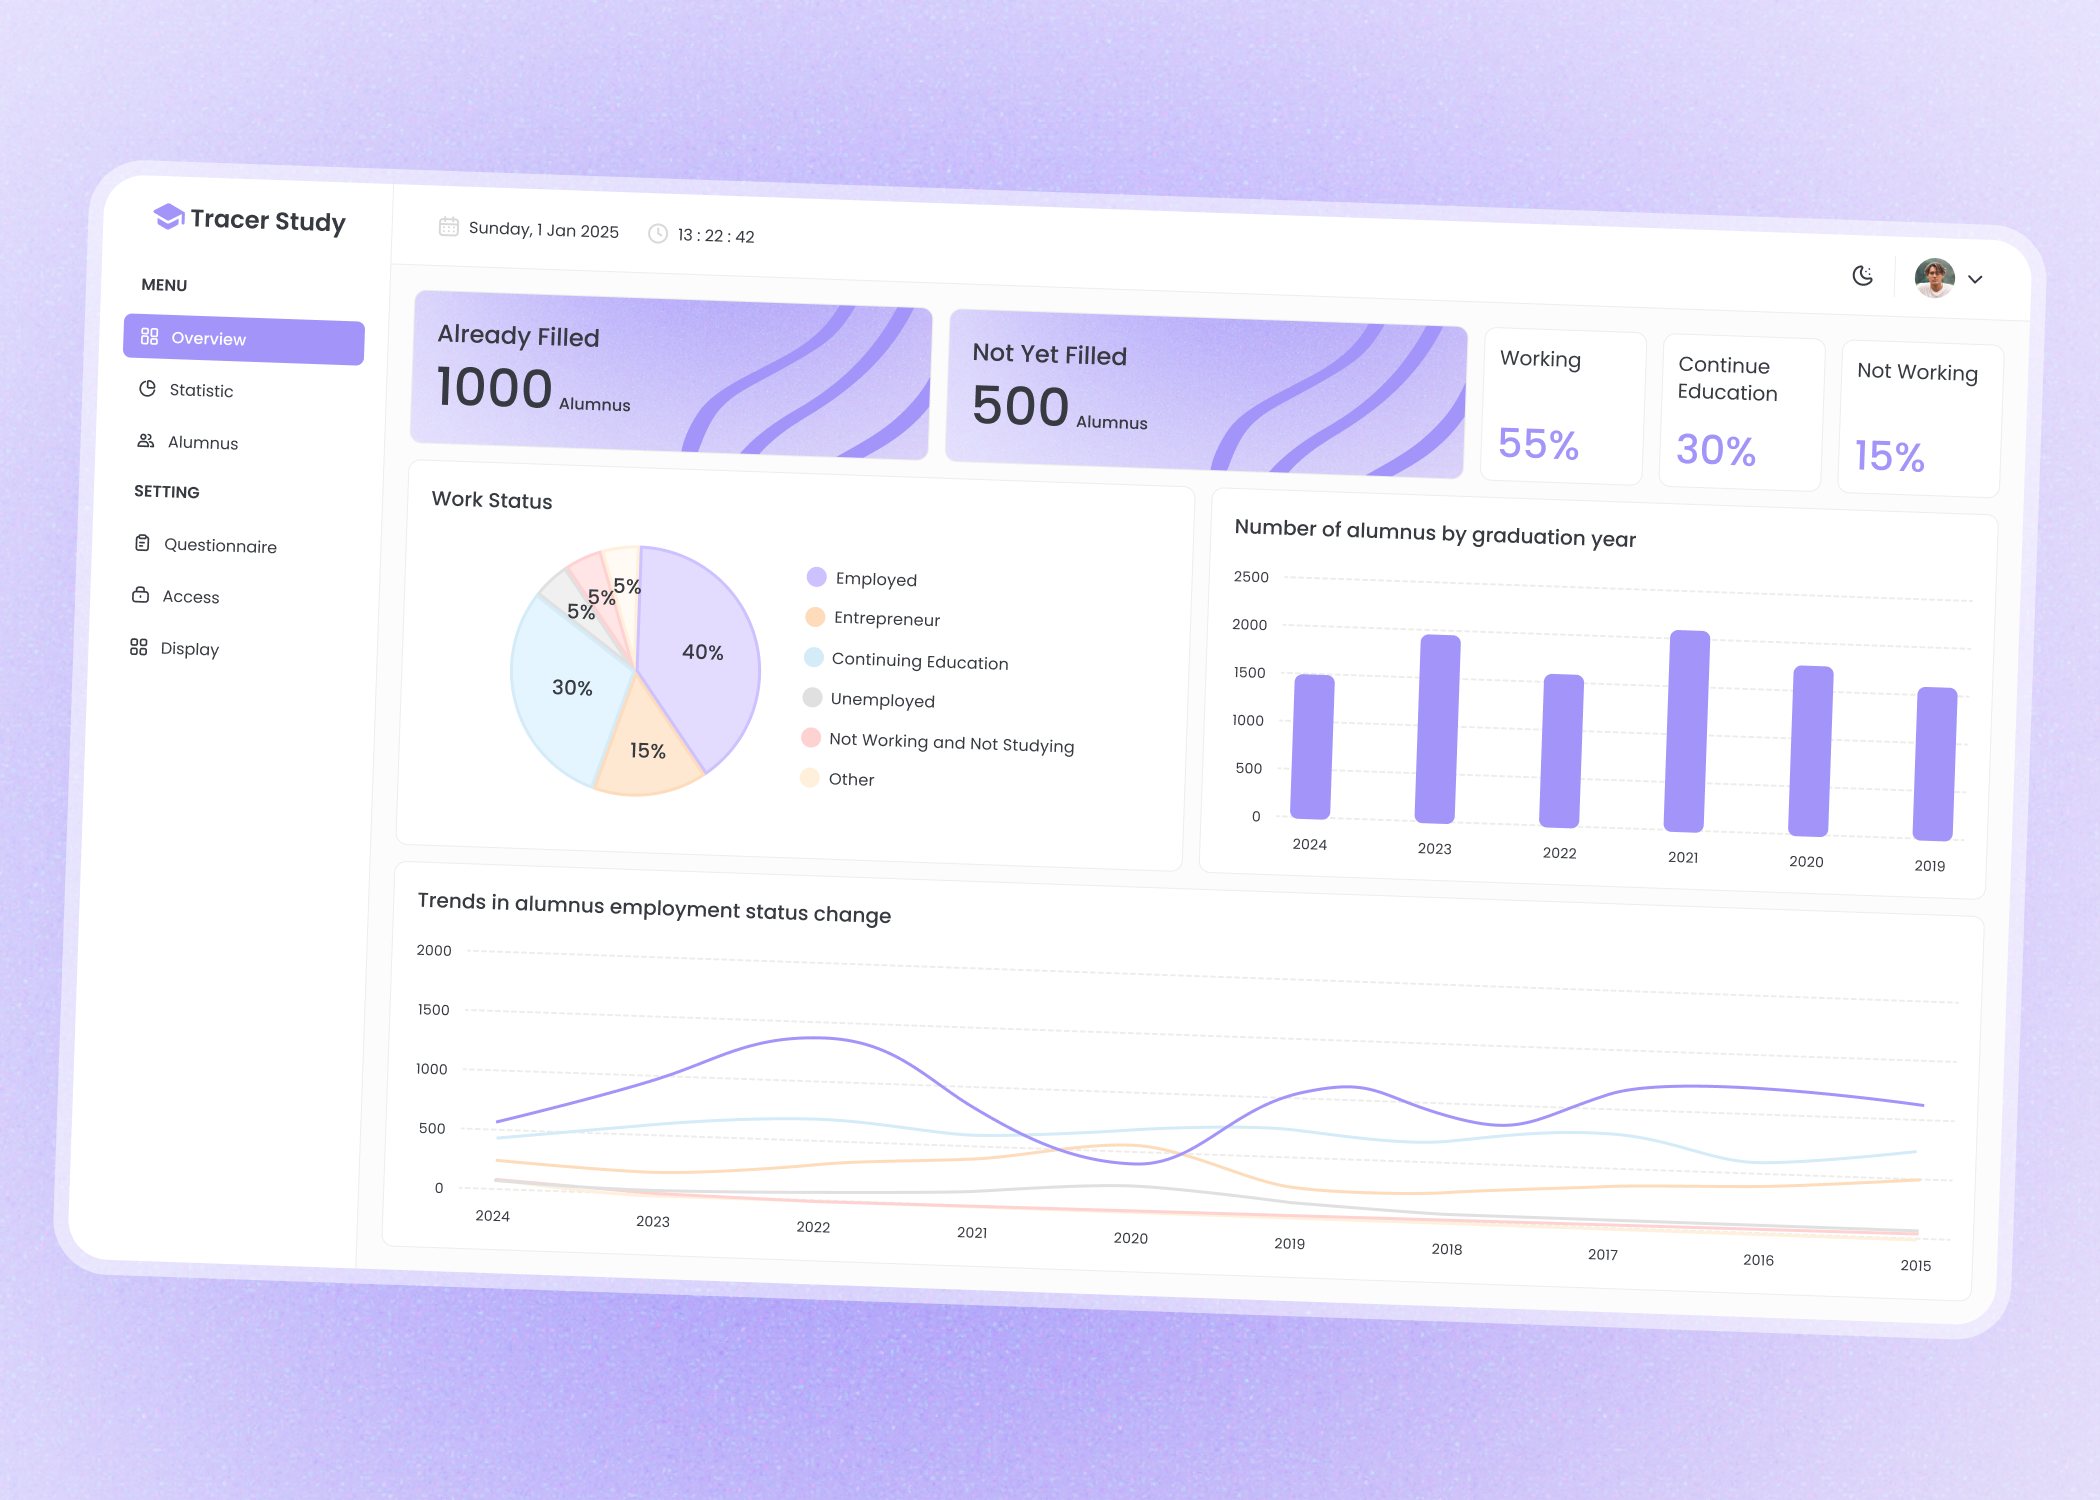 Tracer Study
MENU
Overview
Statistic
Alumnus
SETTING
Questionnaire
Access
Display
Sunday, 1 Jan 2025
13 : 22 : 42
Already Filled
1000 Alumnus
Not Yet Filled
500 Alumnus
Working
55%
Continue
Education
30%
Not Working
15%
Work Status
5%
5%
5%
40%
30%
15%
Employed
Entrepreneur
Continuing Education
Unemployed
Not Working and Not Studying
Other
Number of alumnus by graduation year
2500
2000
1500
1000
500
0
2024 2023 2022 2021 2020 2019
Trends in alumnus employment status change
2000
1500
1000
500
0
2024 2023 2022 2021 2020 2019 2018 2017 2016 2015